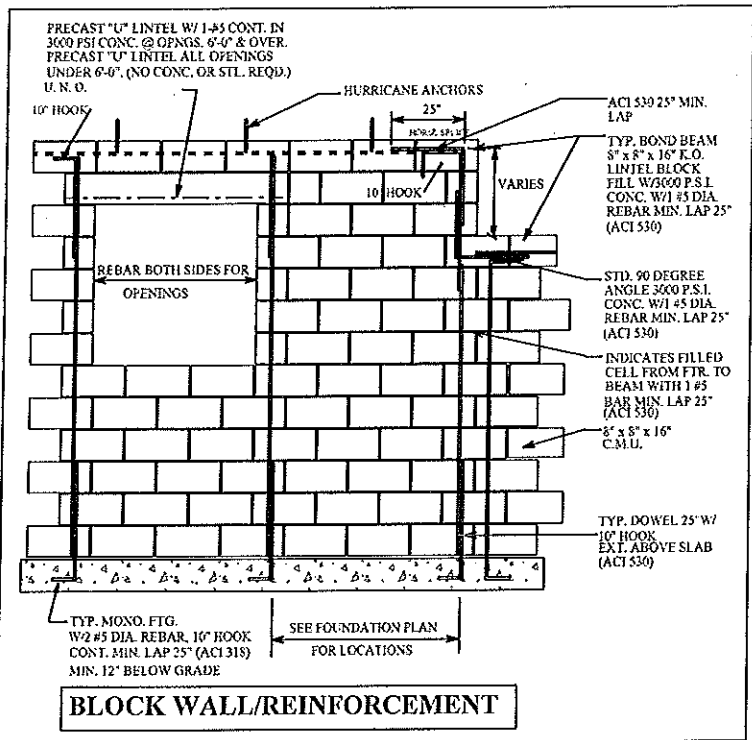 PRECAST "U" LINTEL W/ 1-#5 CONT. IN
3000 PSI CONC. @ OPNGS. 6'-0" & OVER.
PRECAST "U" LINTEL ALL OPENINGS
UNDER 6'-0", (NO CONC, OR STL. REQD.)
U. N. O.
10" HOOK
HURRICANE ANCHORS
25"
HORIZ. SPLICE
10" HOOK
VARIES
REBAR BOTH SIDES FOR
OPENINGS
ACI 530 25" MIN.
LAP
TYP. BOND BEAM
8" x 8" x 16" K.O.
LINTEL BLOCK
FILL W/3000 P.S.I.
CONC. W/1 #5 DIA.
REBAR MIN. LAP 25"
(ACI 530)
STD. 90 DEGREE
ANGLE 3000 P.S.I.
CONC. W/1 #5 DIA.
REBAR MIN. LAP 25"
(ACI 530)
INDICATES FILLED
CELL FROM FTR. TO
BEAM WITH 1 #5
BAR MIN. LAP 25"
(ACI 530)
8" x 8" x 16"
C.M.U.
TYP. DOWEL 25" W/
10" HOOK
EXT. ABOVE SLAB
(ACI 530)
TYP. MONO. FTG.
W/2 #5 DIA. REBAR, 10" HOOK
CONT. MIN. LAP 25" (ACI 318)
MIN. 12" BELOW GRADE
SEE FOUNDATION PLAN
FOR LOCATIONS
BLOCK WALL/REINFORCEMENT